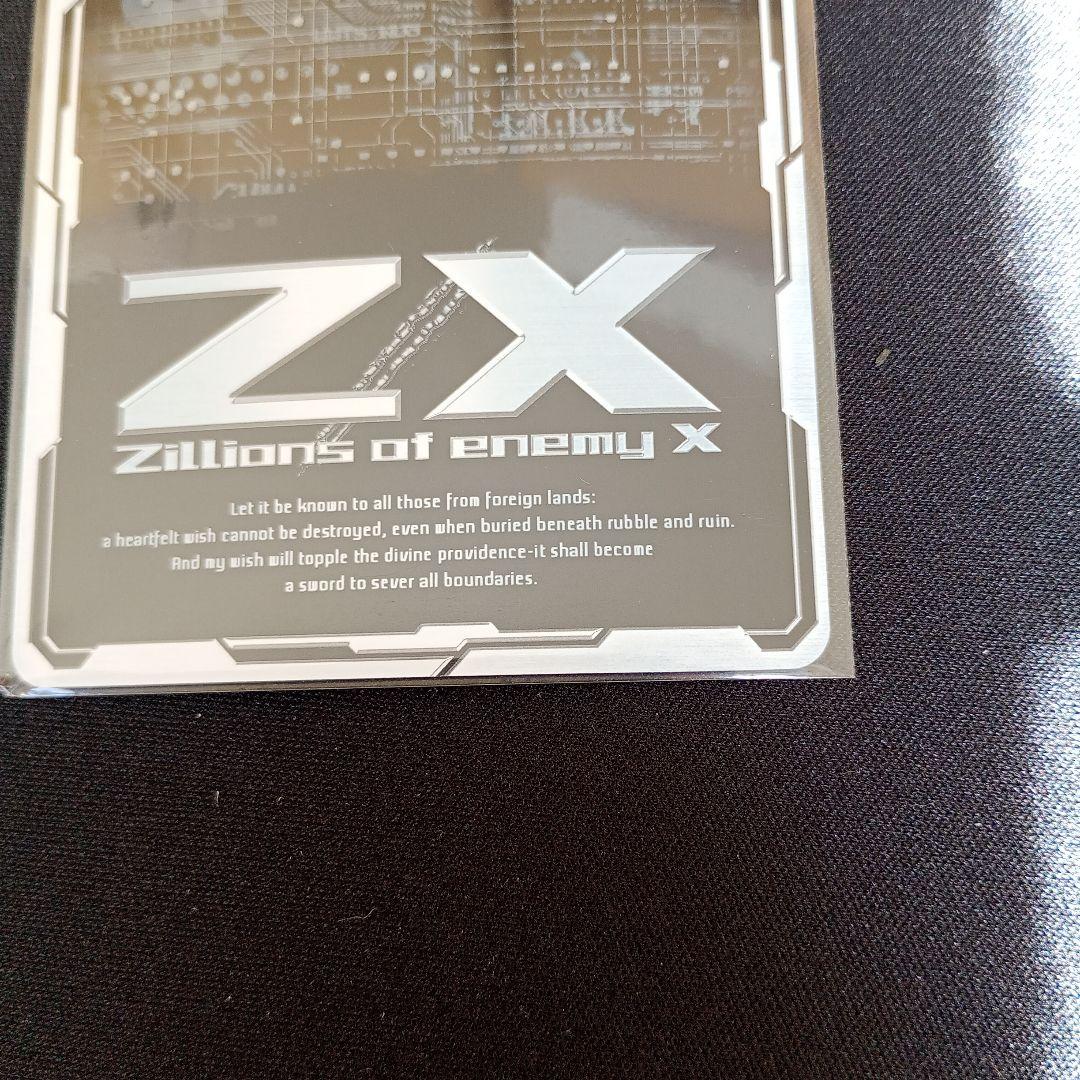 ZX
Zillions of enemy X
Let it be known to all those from foreign lands:
a heartfelt wish cannot be destroyed, even when buried beneath rubble and ruin.
And my wish will topple the divine providence-it shall become
a sword to sever all boundaries.